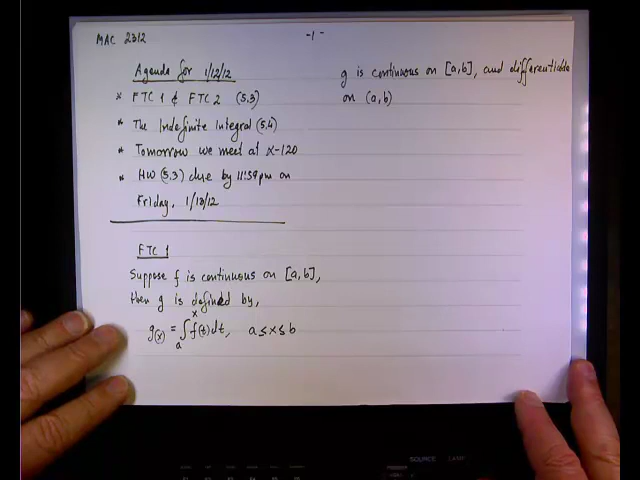 MAC 2312
-1-
Agenda for 1/12/12
* FTC 1 & FTC 2 (5.3)
* The Indefinite Integral (5.4)
* Tomorrow we meet at X-120
* HW (5.3) due by 11:59pm on
Friday, 1/13/12
FTC 1
Suppose f is continuous on [a,b],
then g is defined by,
g(x) = ∫ₐˣ f(t)dt, a ≤ x ≤ b
g is continuous on [a,b], and differentiable
on (a,b)
SOURCE